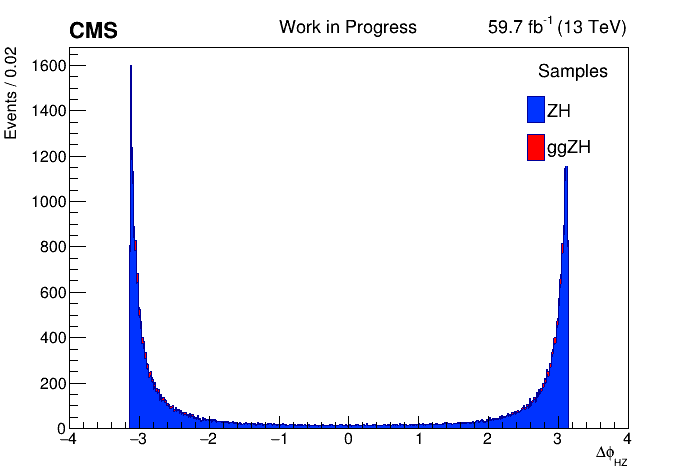 CMS Work in Progress 59.7 fb⁻¹ (13 TeV)
Events / 0.02
Samples
ZH
ggZH
1600
1400
1200
1000
800
600
400
200
0
−4 −3 −2 −1 0 1 2 3 4
Δϕ_HZ